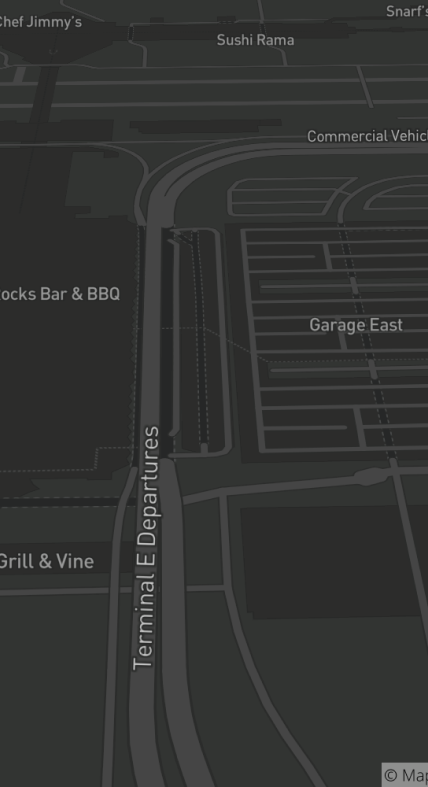 Chef Jimmy's
Snarf's
Sushi Rama
Commercial Vehic
ocks Bar & BBQ
Garage East
Terminal E Departures
Grill & Vine
© Map